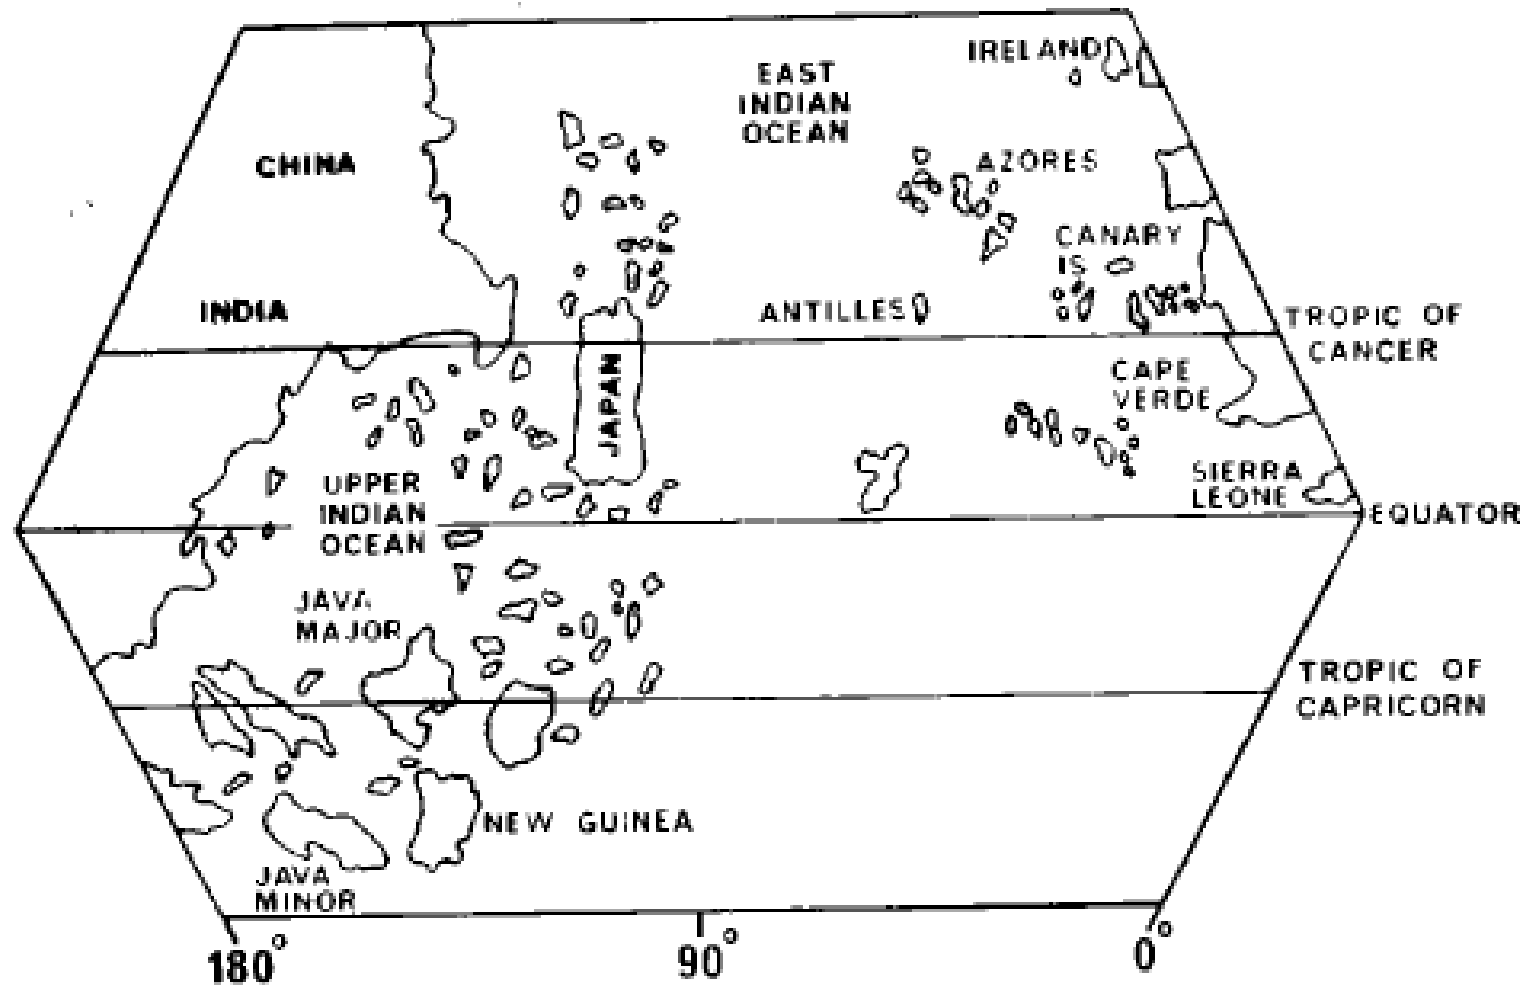 IRELAND
EAST
INDIAN
OCEAN
CHINA
AZORES
CANARY
IS
INDIA
ANTILLES
TROPIC OF
CANCER
JAPAN
CAPE
VERDE
UPPER
INDIAN
OCEAN
SIERRA
LEONE
EQUATOR
JAVA
MAJOR
TROPIC OF
CAPRICORN
NEW GUINEA
JAVA
MINOR
180°
90°
0°